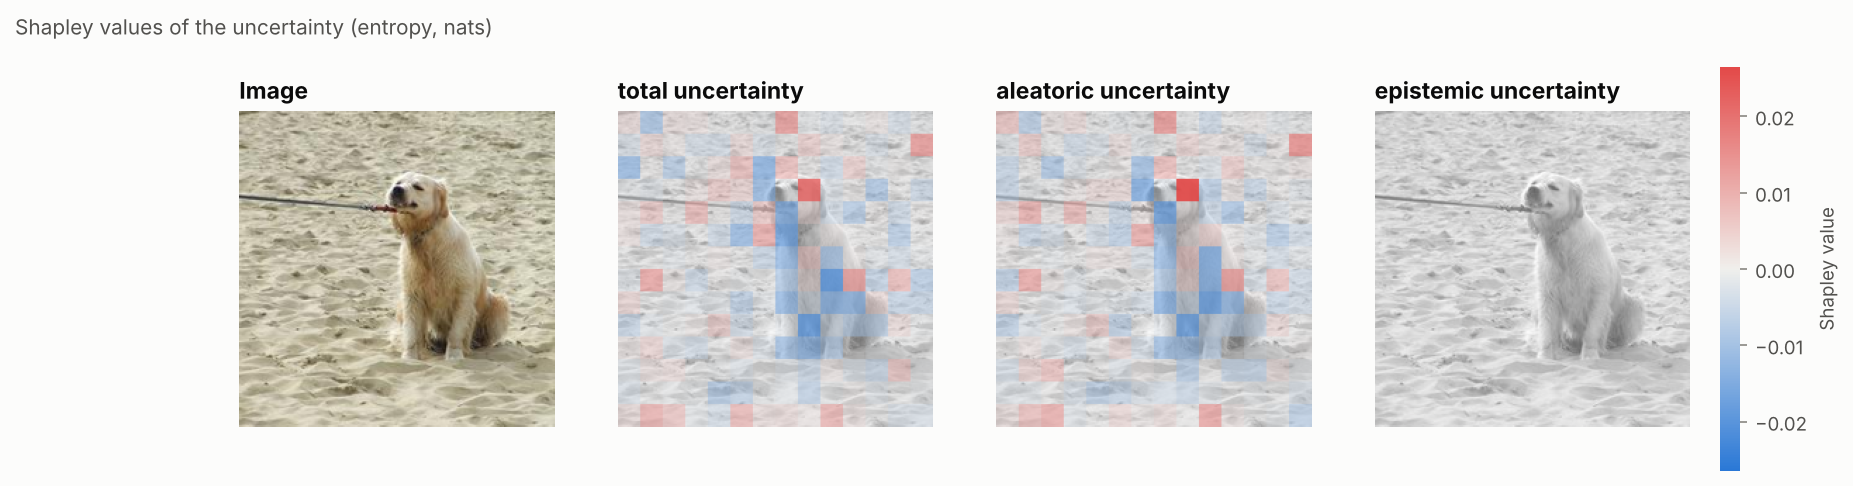 Shapley values of the uncertainty (entropy, nats)
Image
total uncertainty
aleatoric uncertainty
epistemic uncertainty
0.02
0.01
0.00
−0.01
−0.02
Shapley value